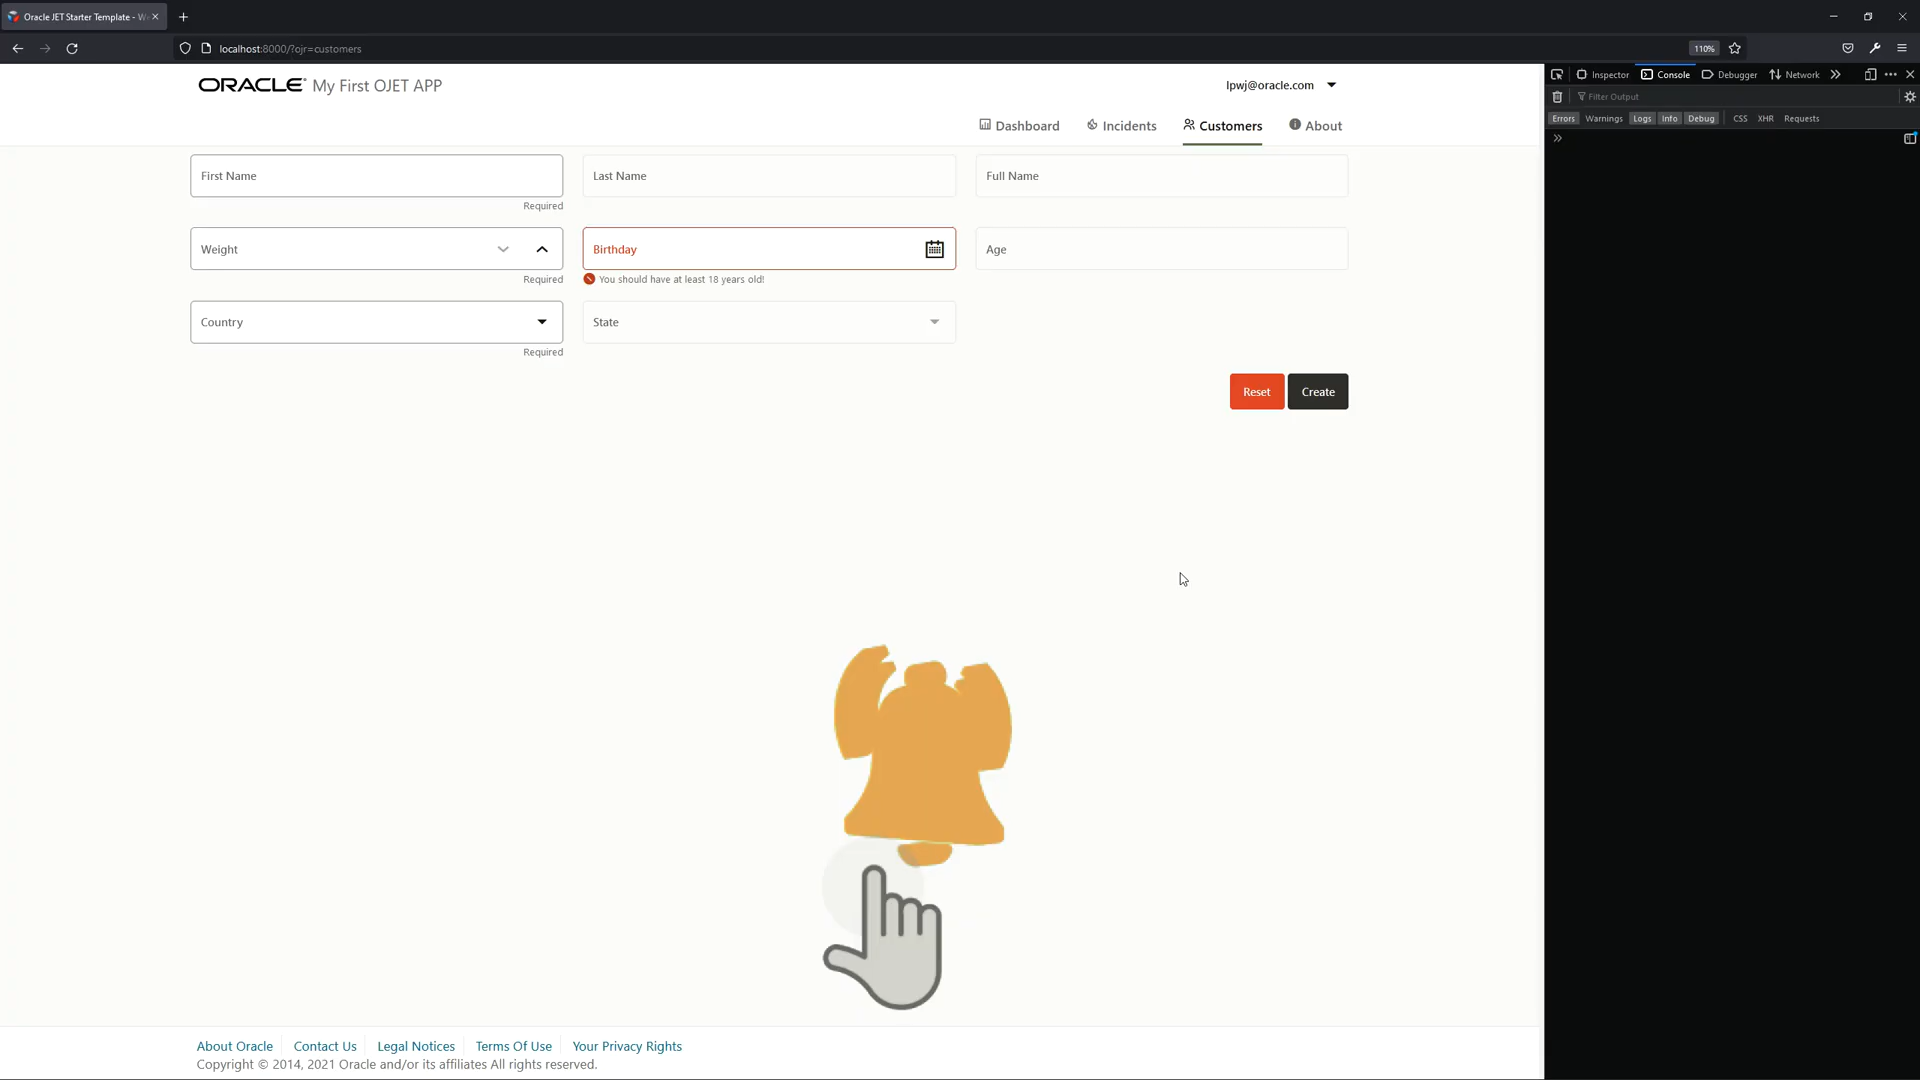 Oracle JET Starter Template - W
localhost:8000/?ojr=customers
110%
ORACLE® My First OJET APP
lpwj@oracle.com
Dashboard
Incidents
Customers
About
First Name
Required
Last Name
Full Name
Weight
Required
Birthday
You should have at least 18 years old!
Age
Country
Required
State
Reset
Create
About Oracle
Contact Us
Legal Notices
Terms Of Use
Your Privacy Rights
Copyright © 2014, 2021 Oracle and/or its affiliates All rights reserved.
Inspector
Console
Debugger
Network
Filter Output
Errors
Warnings
Logs
Info
Debug
CSS
XHR
Requests